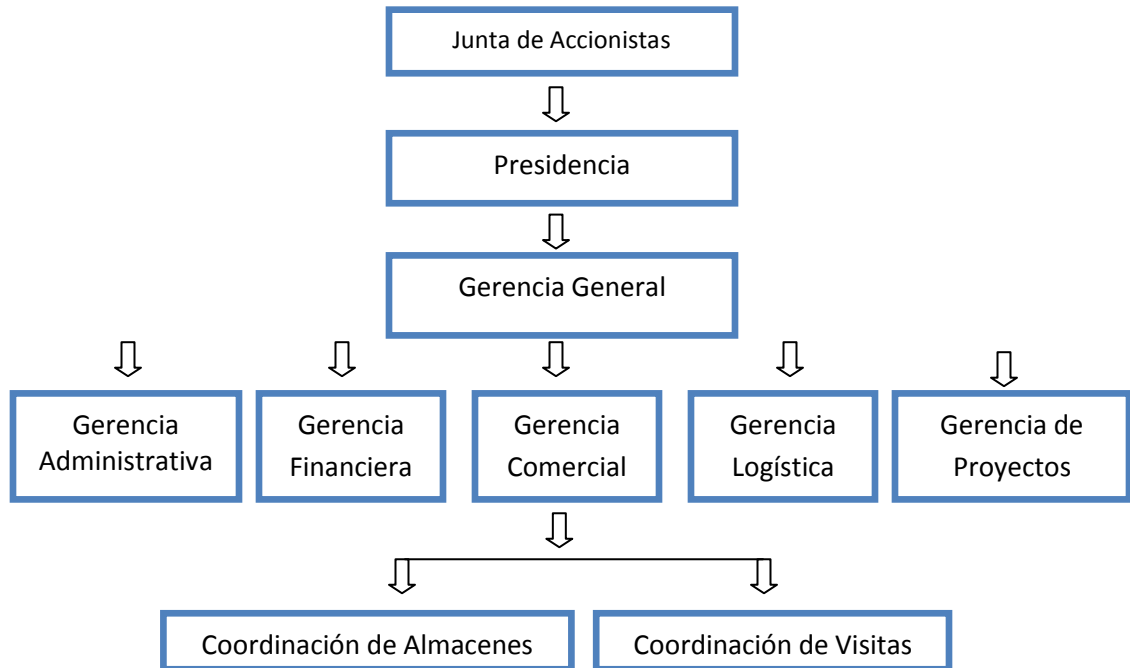 Junta de Accionistas
Presidencia
Gerencia General
Gerencia
Administrativa
Gerencia
Financiera
Gerencia
Comercial
Gerencia
Logística
Gerencia de
Proyectos
Coordinación de Almacenes
Coordinación de Visitas